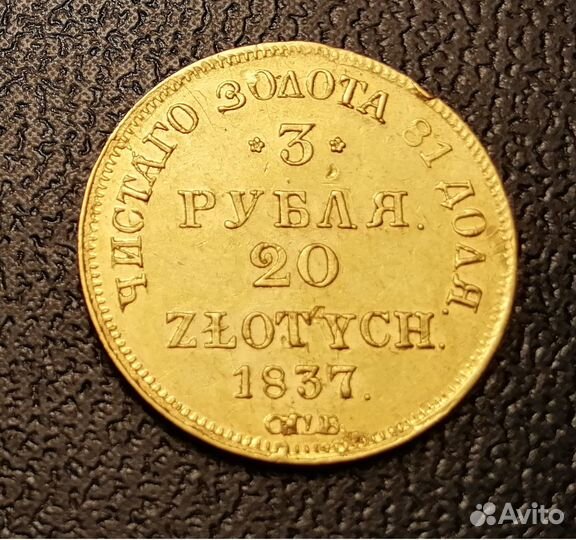 ЧИСТАГО ЗОЛОТА 81 ДОЛЯ.
3
РУБЛЯ.
20
ZŁOTYCH.
1837.
СПБ
Avito